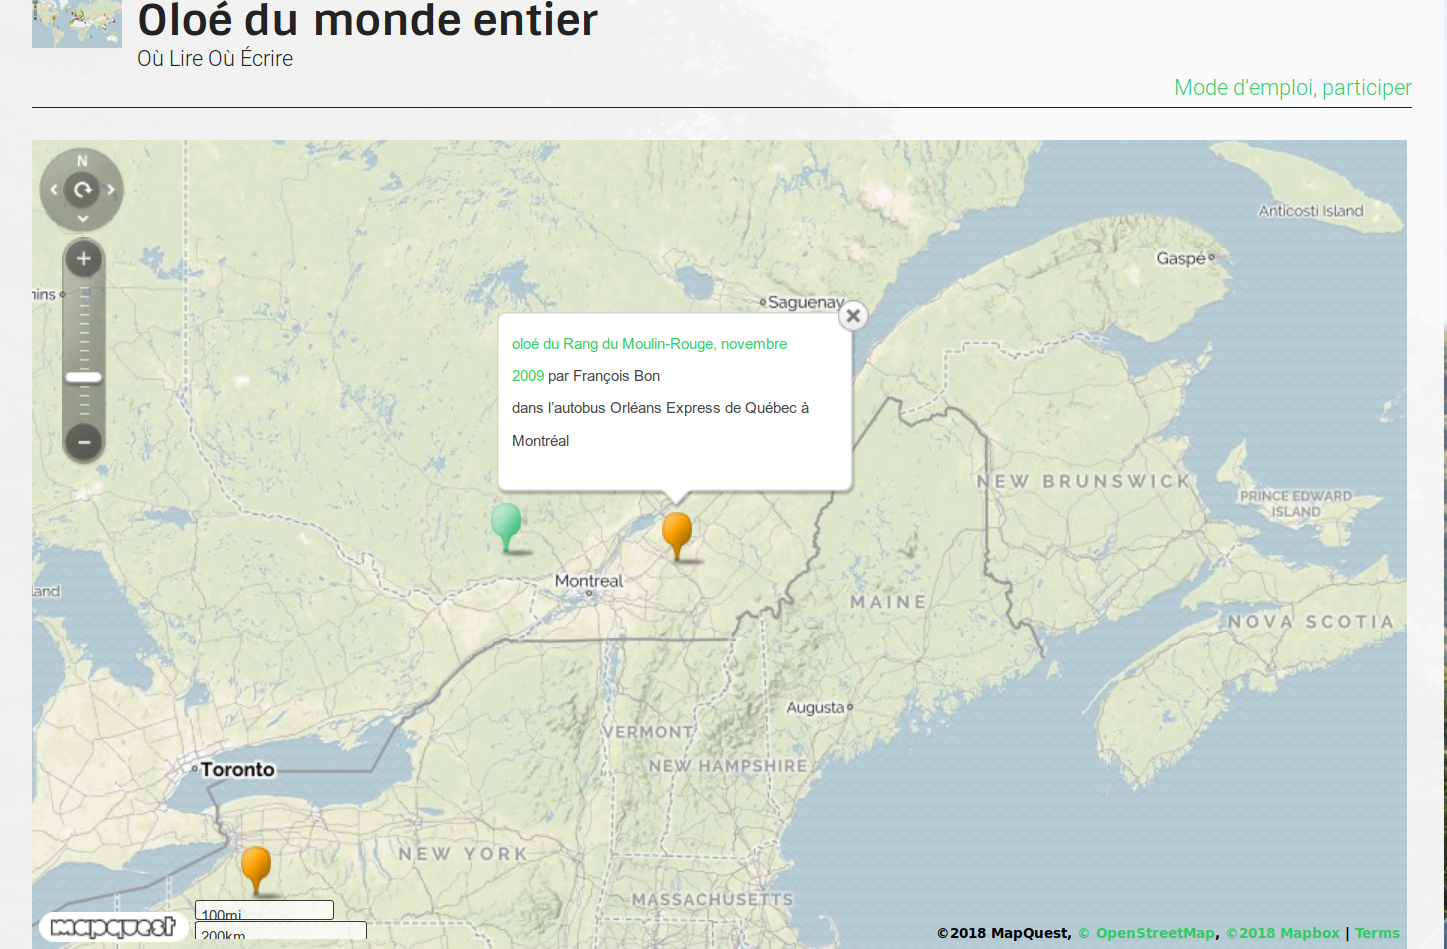 Oloé du monde entier
Où Lire Où Écrire
Mode d’emploi, participer
N
Anticosti Island
Gaspé
+
Saguenay
oloé du Rang du Moulin-Rouge, novembre
2009 par François Bon
dans l’autobus Orléans Express de Québec à
Montréal
−
NEW BRUNSWICK
PRINCE EDWARD
ISLAND
Montreal
MAINE
NOVA SCOTIA
Augusta
VERMONT
NEW HAMPSHIRE
Toronto
NEW YORK
MASSACHUSETTS
100mi
200km
mapquest
©2018 MapQuest, © OpenStreetMap, ©2018 Mapbox | Terms